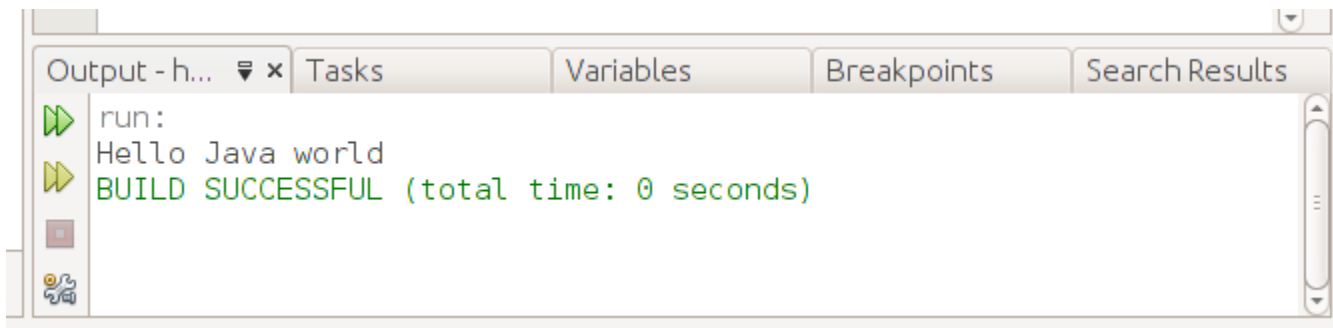 Output - h... Tasks Variables Breakpoints Search Results
run:
Hello Java world
BUILD SUCCESSFUL (total time: 0 seconds)